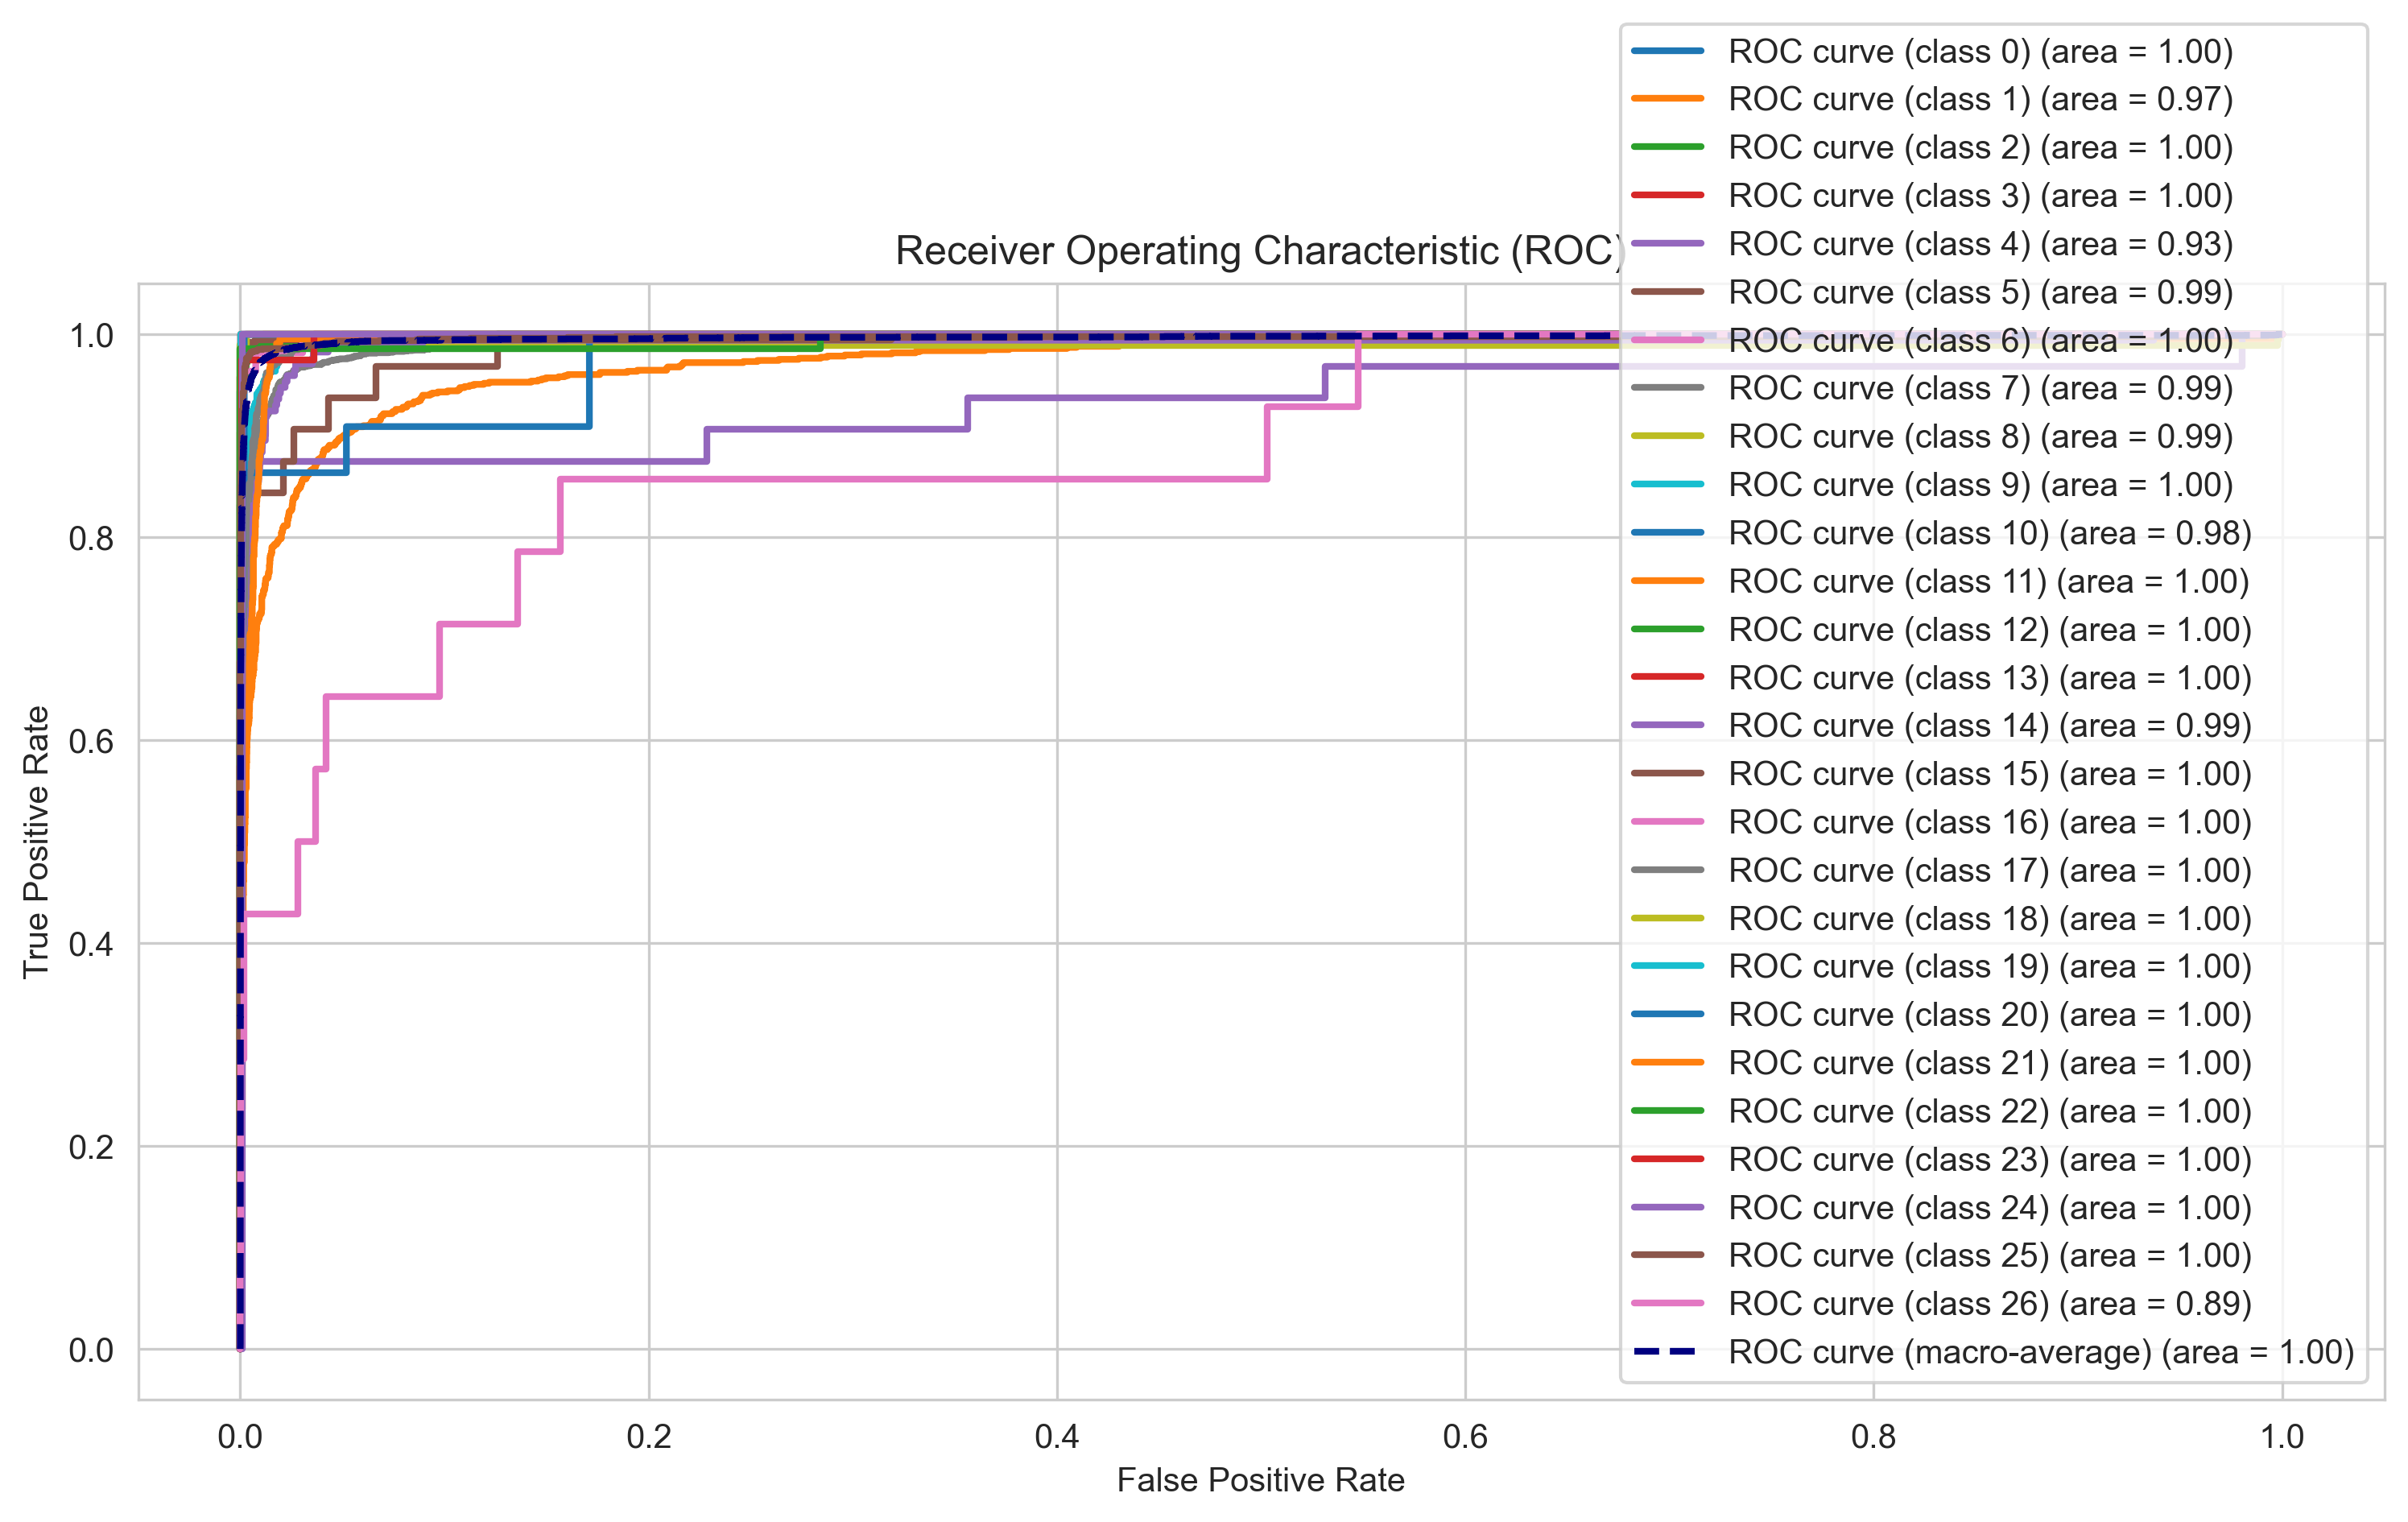 ROC curve (class 0) (area = 1.00)
ROC curve (class 1) (area = 0.97)
ROC curve (class 2) (area = 1.00)
ROC curve (class 3) (area = 1.00)
ROC curve (class 4) (area = 0.93)
ROC curve (class 5) (area = 0.99)
ROC curve (class 6) (area = 1.00)
ROC curve (class 7) (area = 0.99)
ROC curve (class 8) (area = 0.99)
ROC curve (class 9) (area = 1.00)
ROC curve (class 10) (area = 0.98)
ROC curve (class 11) (area = 1.00)
ROC curve (class 12) (area = 1.00)
ROC curve (class 13) (area = 1.00)
ROC curve (class 14) (area = 0.99)
ROC curve (class 15) (area = 1.00)
ROC curve (class 16) (area = 1.00)
ROC curve (class 17) (area = 1.00)
ROC curve (class 18) (area = 1.00)
ROC curve (class 19) (area = 1.00)
ROC curve (class 20) (area = 1.00)
ROC curve (class 21) (area = 1.00)
ROC curve (class 22) (area = 1.00)
ROC curve (class 23) (area = 1.00)
ROC curve (class 24) (area = 1.00)
ROC curve (class 25) (area = 1.00)
ROC curve (class 26) (area = 0.89)
ROC curve (macro-average) (area = 1.00)
Receiver Operating Characteristic (ROC)
1.0
0.8
0.6
0.4
0.2
0.0
True Positive Rate
0.0 0.2 0.4 0.6 0.8 1.0
False Positive Rate